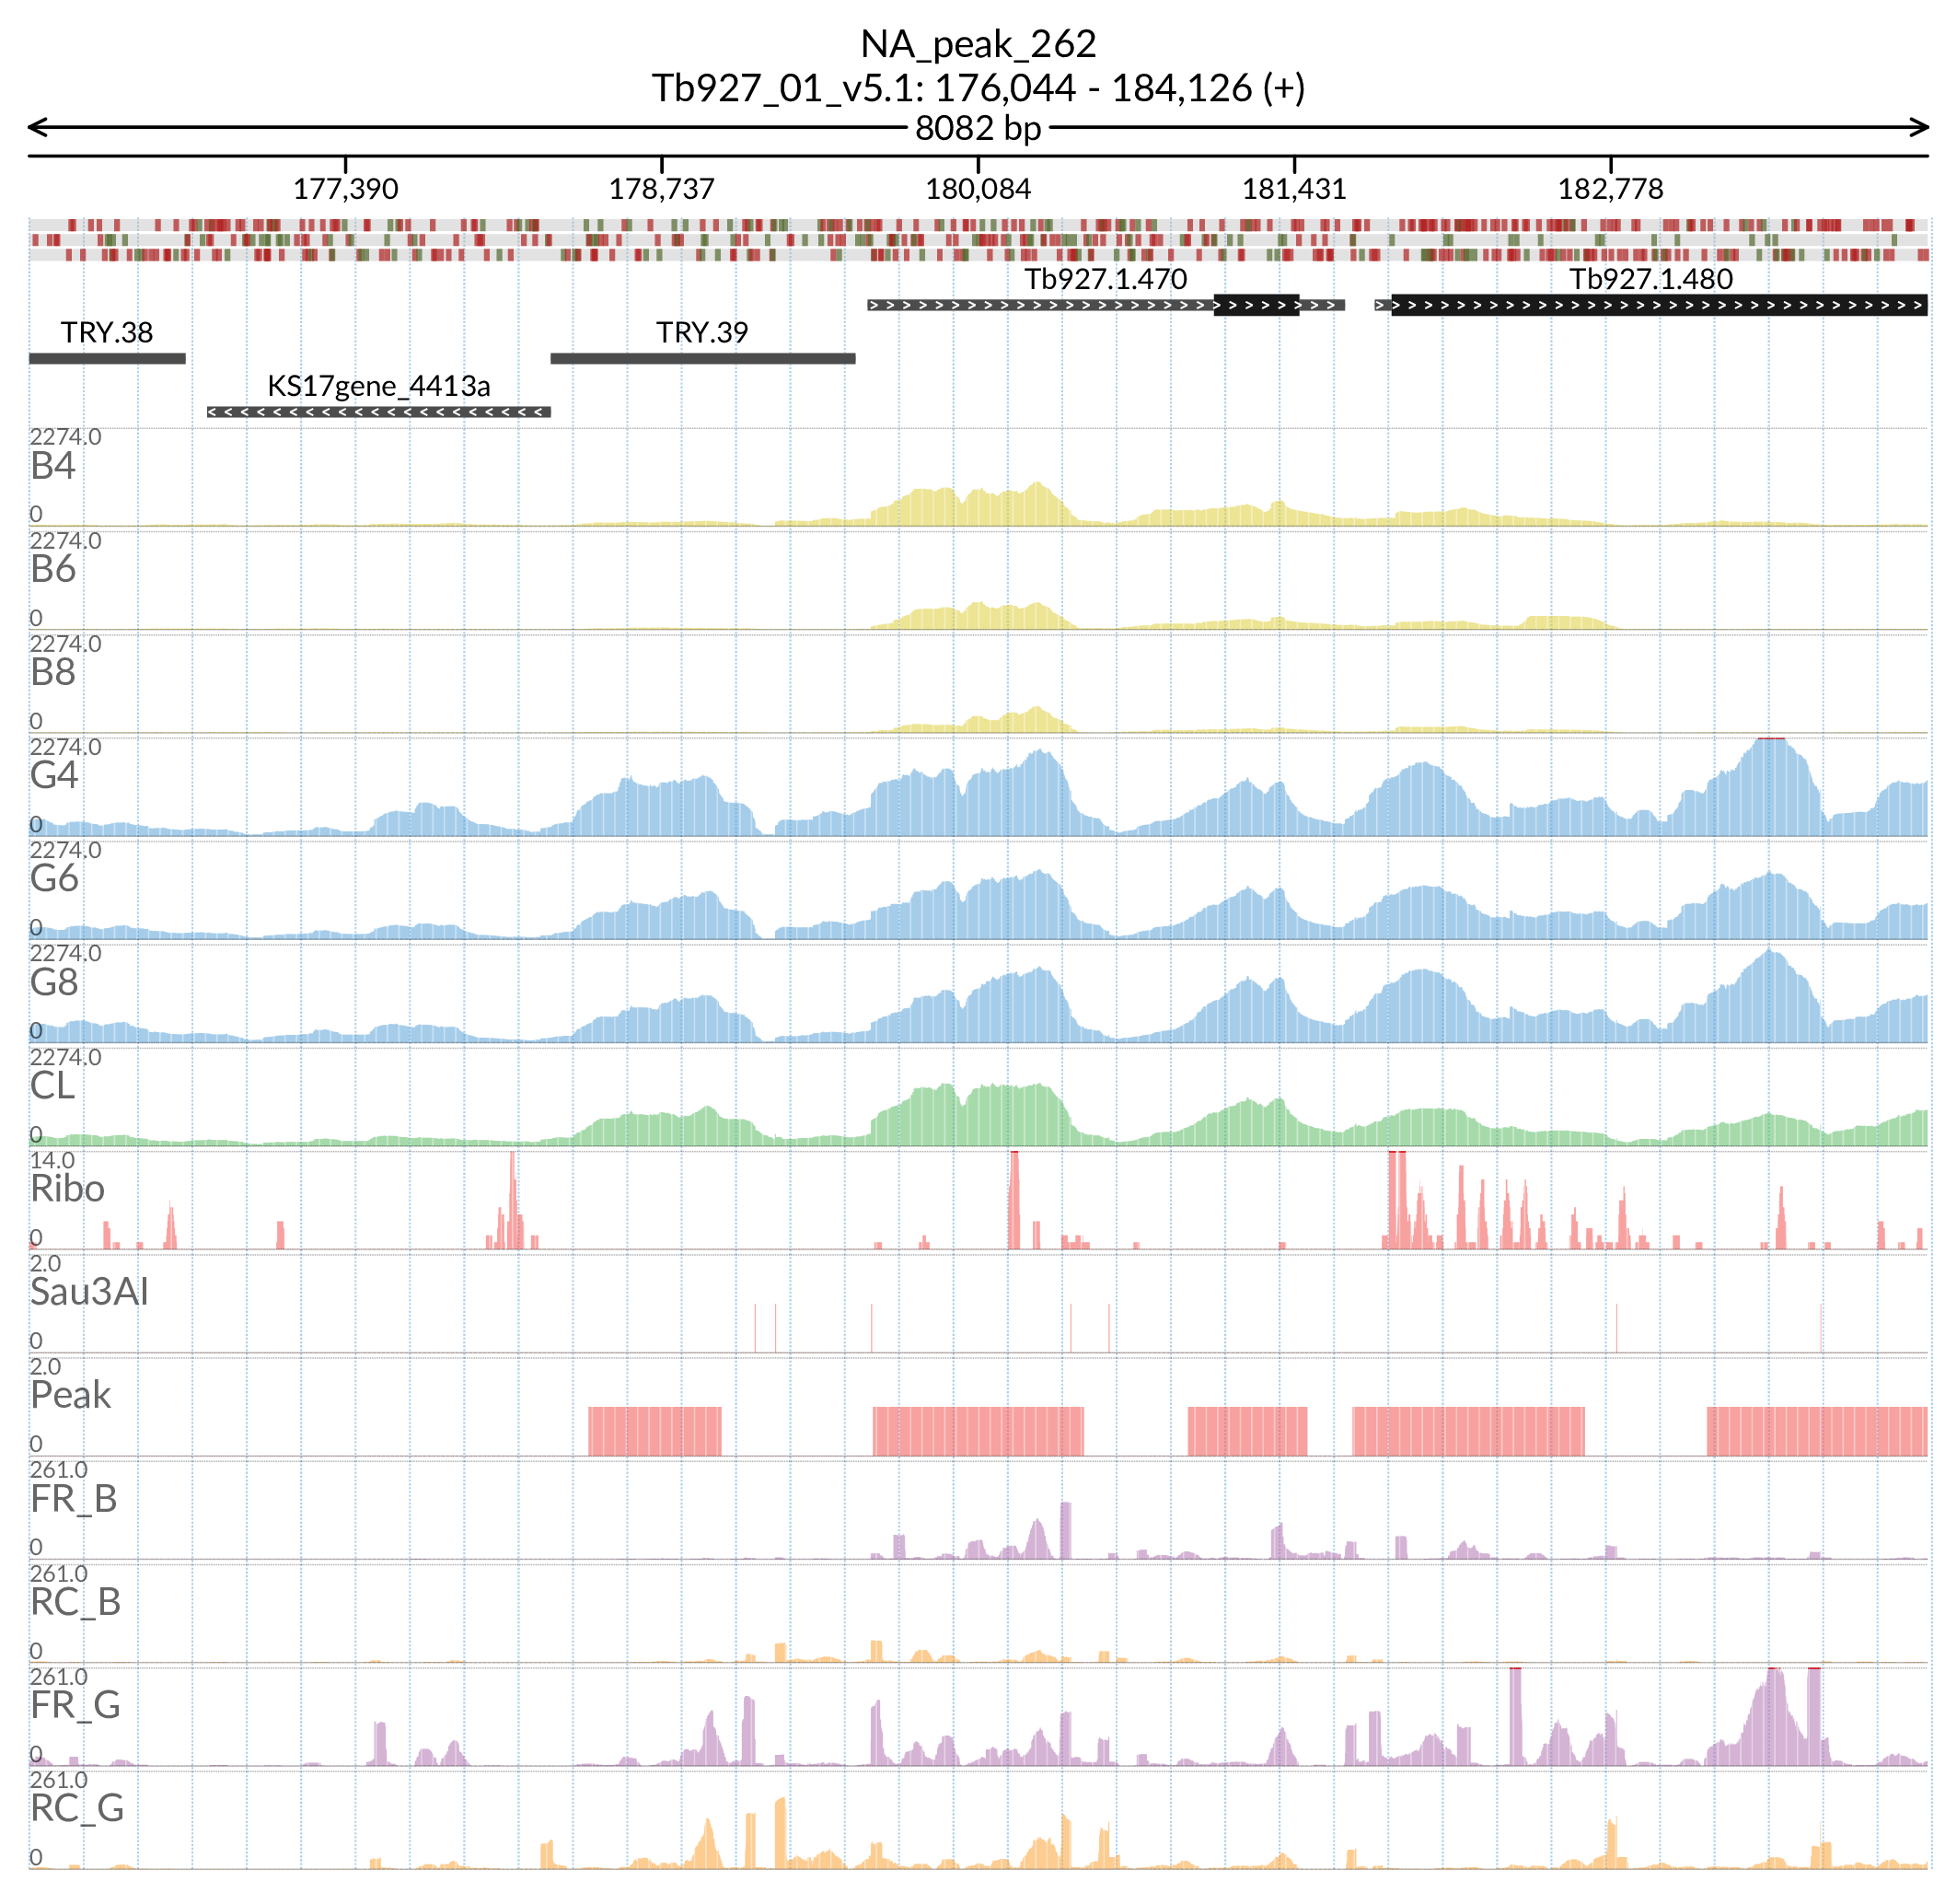 NA_peak_262
Tb927_01_v5.1: 176,044 - 184,126 (+)
8082 bp
177,390 178,737 180,084 181,431 182,778
Tb927.1.470 Tb927.1.480
TRY.38 TRY.39
KS17gene_4413a
2274.0
B4
0
2274.0
B6
0
2274.0
B8
0
2274.0
G4
0
2274.0
G6
0
2274.0
G8
0
2274.0
CL
0
14.0
Ribo
0
2.0
Sau3AI
0
2.0
Peak
0
261.0
FR_B
0
261.0
RC_B
0
261.0
FR_G
0
261.0
RC_G
0